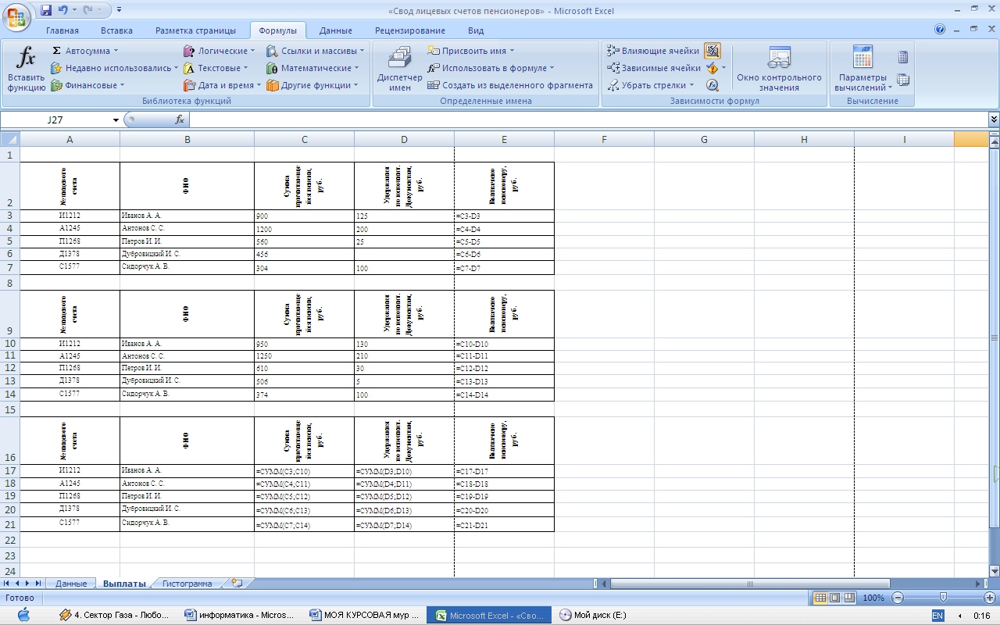 «Свод лицевых счетов пенсионеров» - Microsoft Excel
Главная Вставка Разметка страницы Формулы Данные Рецензирование Вид
fx Вставить функцию
Σ Автосумма
Недавно использовались
Финансовые
Логические
Текстовые
Дата и время
Ссылки и массивы
Математические
Другие функции
Библиотека функций
Диспетчер имен
Присвоить имя
Использовать в формуле
Создать из выделенного фрагмента
Определенные имена
Влияющие ячейки
Зависимые ячейки
Убрать стрелки
Окно контрольного значения
Зависимости формул
Параметры вычислений
Вычисление
J27 fx
A B C D E F G H I
1
2 № лицевого счета ФИО Сумма причитающейся пенсии, руб. Удержания по исполнит. Документам, руб. Выплачено пенсионеру, руб.
3 И1212 Иванов А. А. 900 125 =C3-D3
4 А1245 Антонов С. С. 1200 200 =C4-D4
5 П1268 Петров И. И. 560 25 =C5-D5
6 Д1378 Дубровицкий И. С. 456 =C6-D6
7 С1577 Сидорчук А. В. 304 100 =C7-D7
8
9 № лицевого счета ФИО Сумма причитающейся пенсии, руб. Удержания по исполнит. Документам, руб. Выплачено пенсионеру, руб.
10 И1212 Иванов А. А. 950 130 =C10-D10
11 А1245 Антонов С. С. 1250 210 =C11-D11
12 П1268 Петров И. И. 610 30 =C12-D12
13 Д1378 Дубровицкий И. С. 506 5 =C13-D13
14 С1577 Сидорчук А. В. 374 100 =C14-D14
15
16 № лицевого счета ФИО Сумма причитающейся пенсии, руб. Удержания по исполнит. Документам, руб. Выплачено пенсионеру, руб.
17 И1212 Иванов А. А. =СУММ(C3;C10) =СУММ(D3;D10) =C17-D17
18 А1245 Антонов С. С. =СУММ(C4;C11) =СУММ(D4;D11) =C18-D18
19 П1268 Петров И. И. =СУММ(C5;C12) =СУММ(D5;D12) =C19-D19
20 Д1378 Дубровицкий И. С. =СУММ(C6;C13) =СУММ(D6;D13) =C20-D20
21 С1577 Сидорчук А. В. =СУММ(C7;C14) =СУММ(D7;D14) =C21-D21
22
23
24
Данные Выплаты Гистограмма
Готово 100%
4. Сектор Газа - Любо... информатика - Micros... МОЯ КУРСОВАЯ мур ... Microsoft Excel - «Сво... Мой диск (E:) EN 0:16